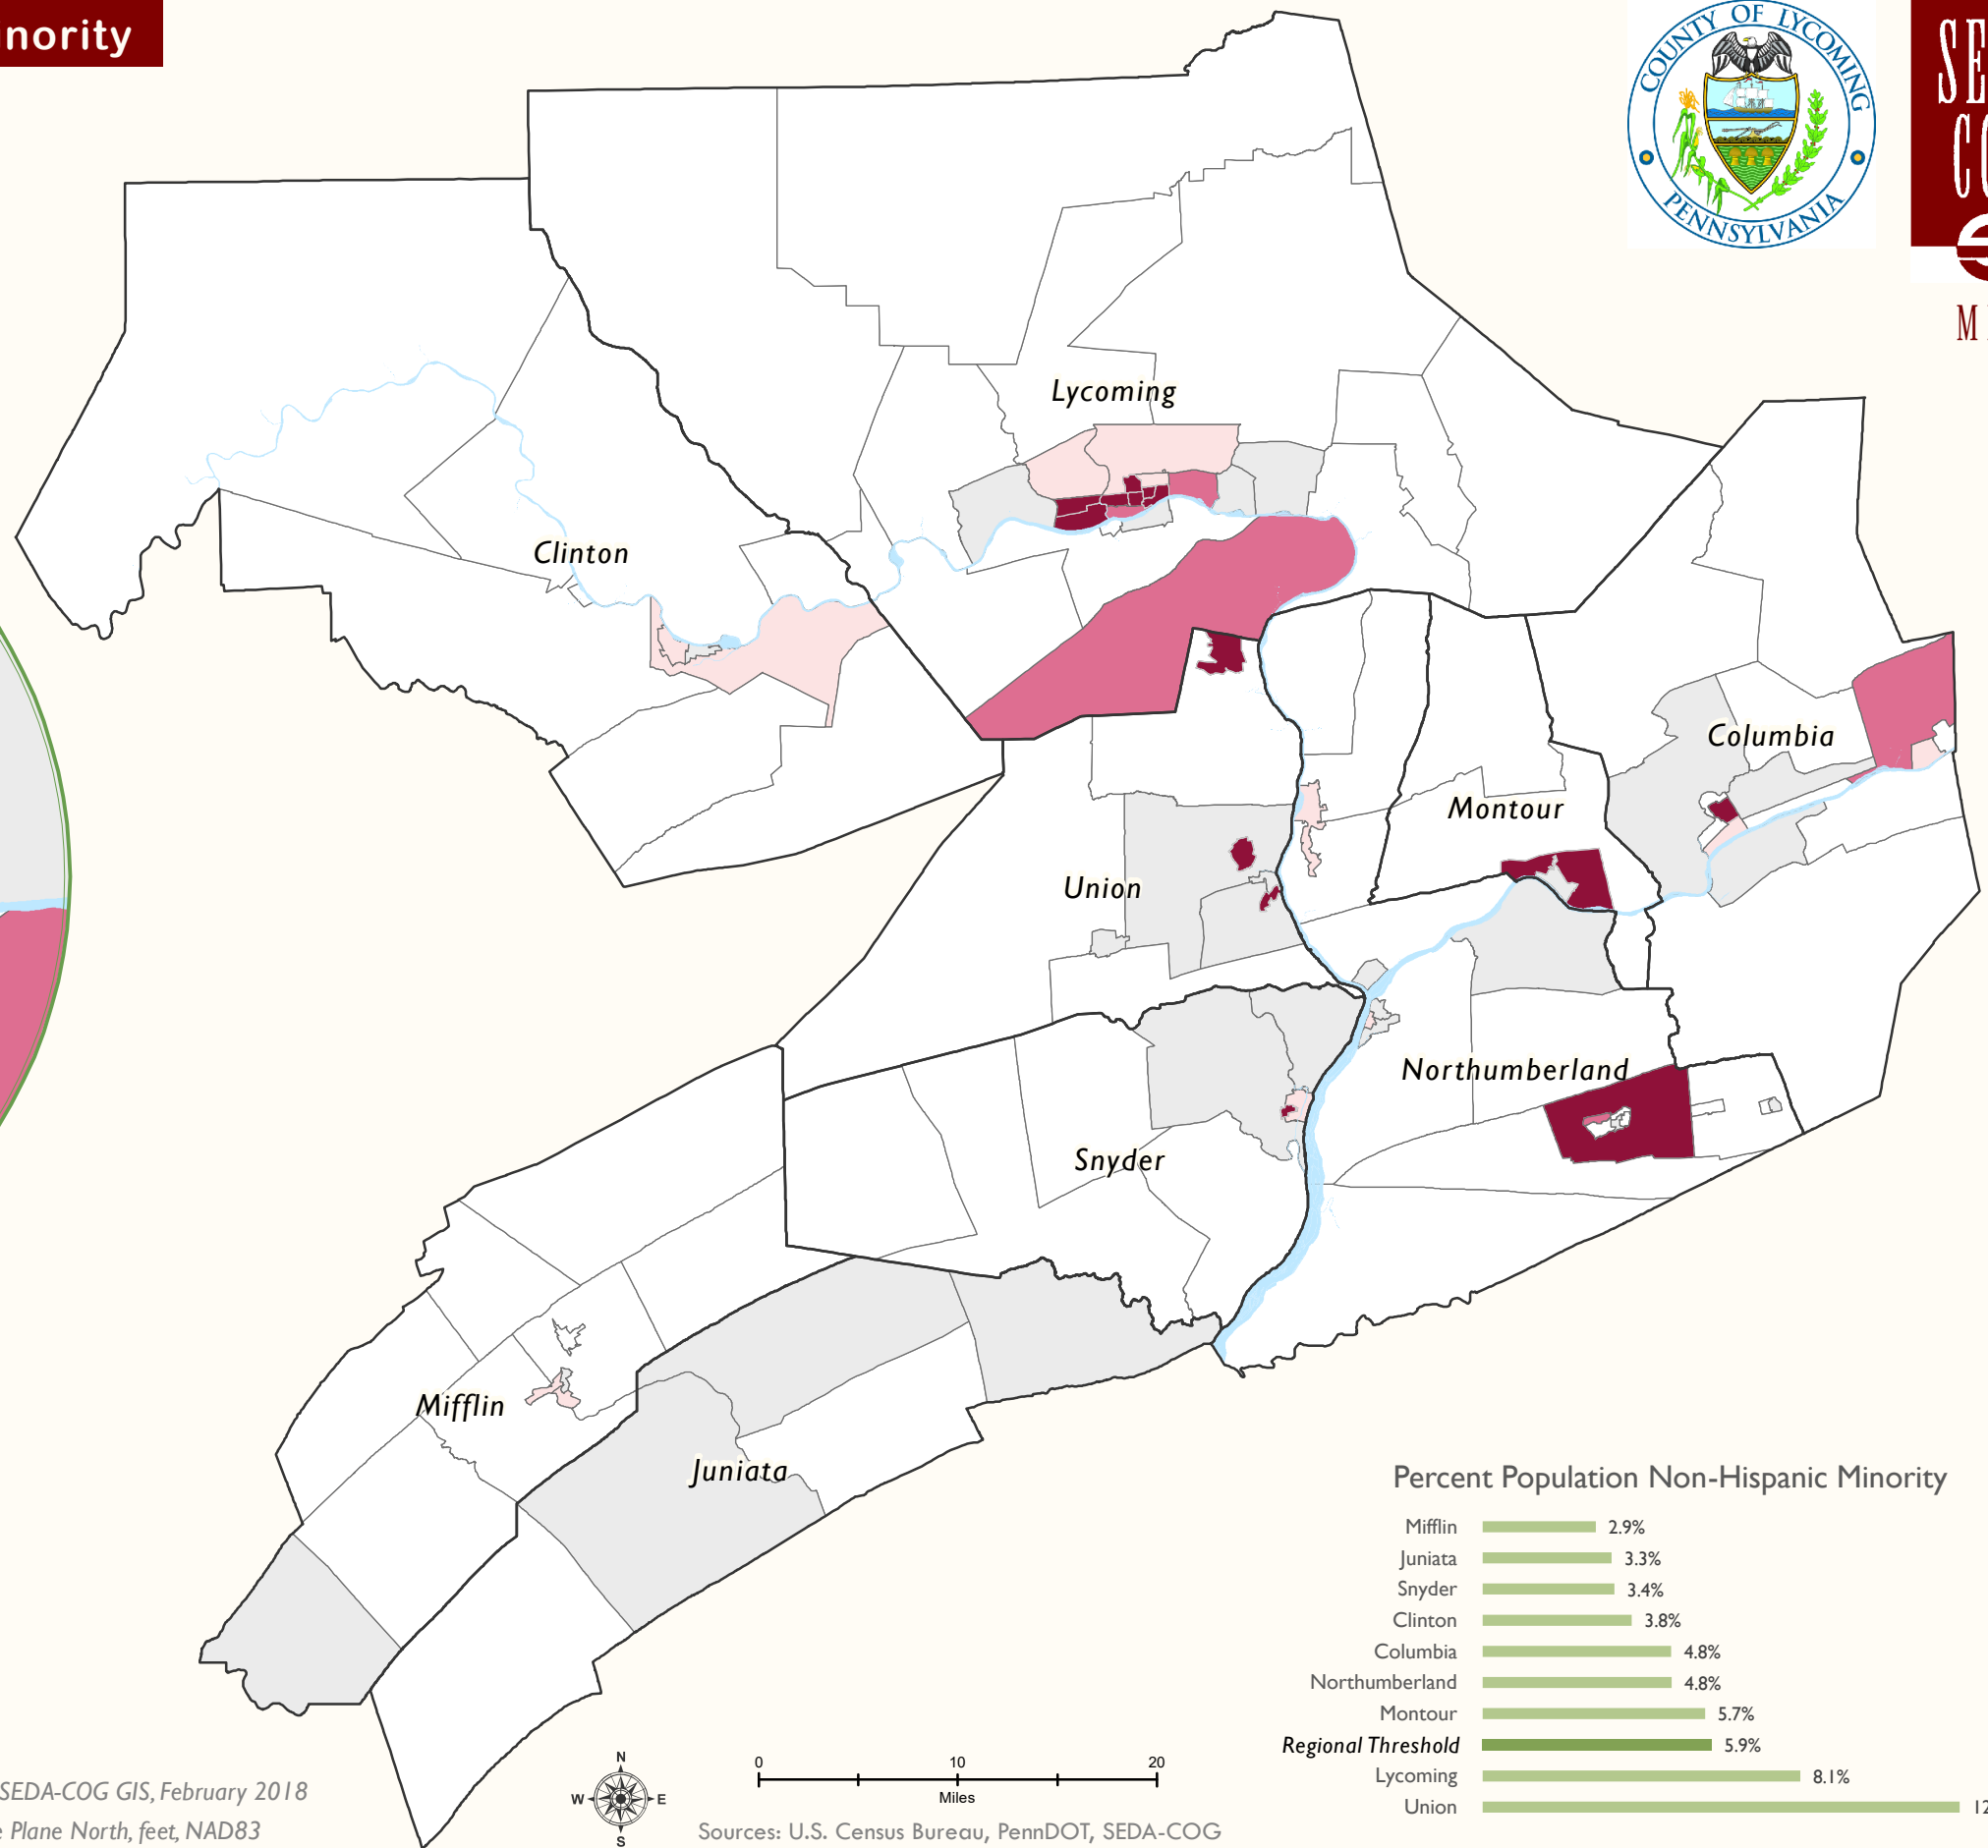 COUNTY OF LYCOMING
PENNSYLVANIA
Lycoming
Clinton
Columbia
Montour
Union
Northumberland
Snyder
Mifflin
Juniata
Percent Population Non-Hispanic Minority
Mifflin 2.9%
Juniata 3.3%
Snyder 3.4%
Clinton 3.8%
Columbia 4.8%
Northumberland 4.8%
Montour 5.7%
Regional Threshold 5.9%
Lycoming 8.1%
Union
SEDA-COG GIS, February 2018
Plane North, feet, NAD83
N
W E
S
0 10 20
Miles
Sources: U.S. Census Bureau, PennDOT, SEDA-COG